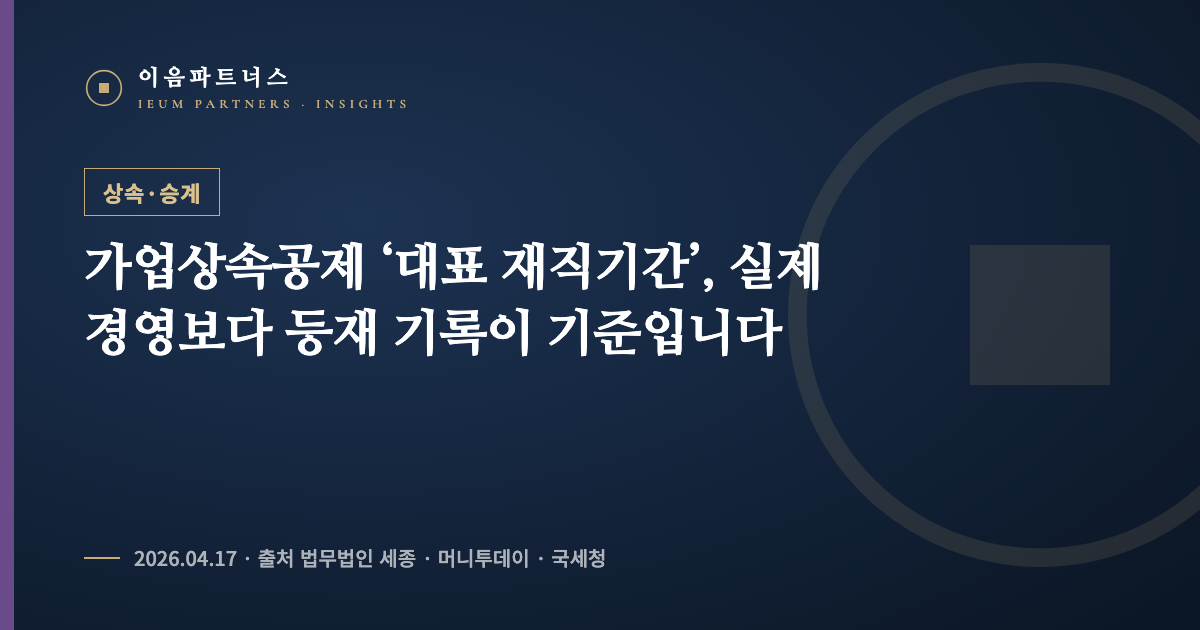 이음파트너스
IEUM PARTNERS · INSIGHTS
상속·승계
가업상속공제 ‘대표 재직기간’, 실제
경영보다 등재 기록이 기준입니다
2026.04.17 · 출처 법무법인 세종 · 머니투데이 · 국세청